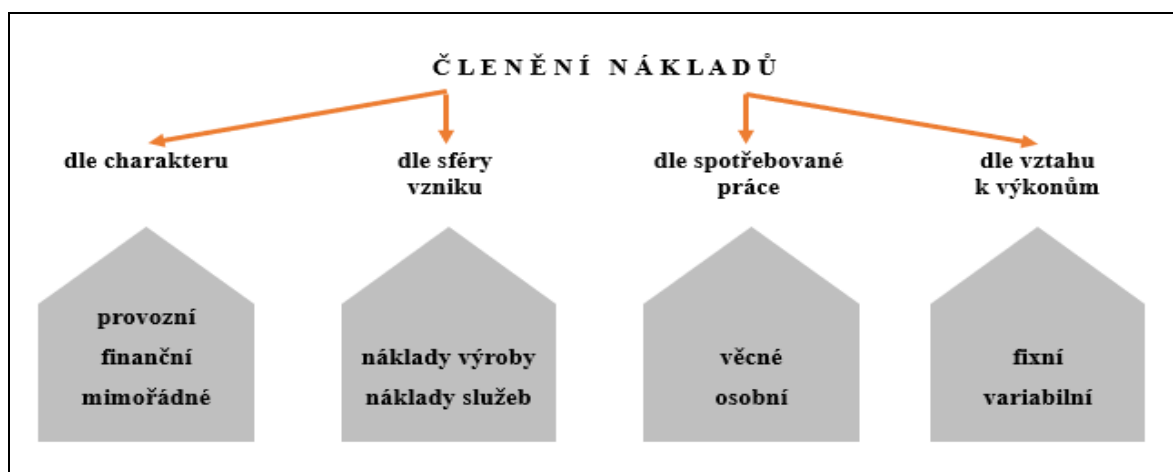 ČLENĚNÍ NÁKLADŮ
dle charakteru
dle sféry
vzniku
dle spotřebované
práce
dle vztahu
k výkonům
provozní
finanční
mimořádné
náklady výroby
náklady služeb
věcné
osobní
fixní
variabilní